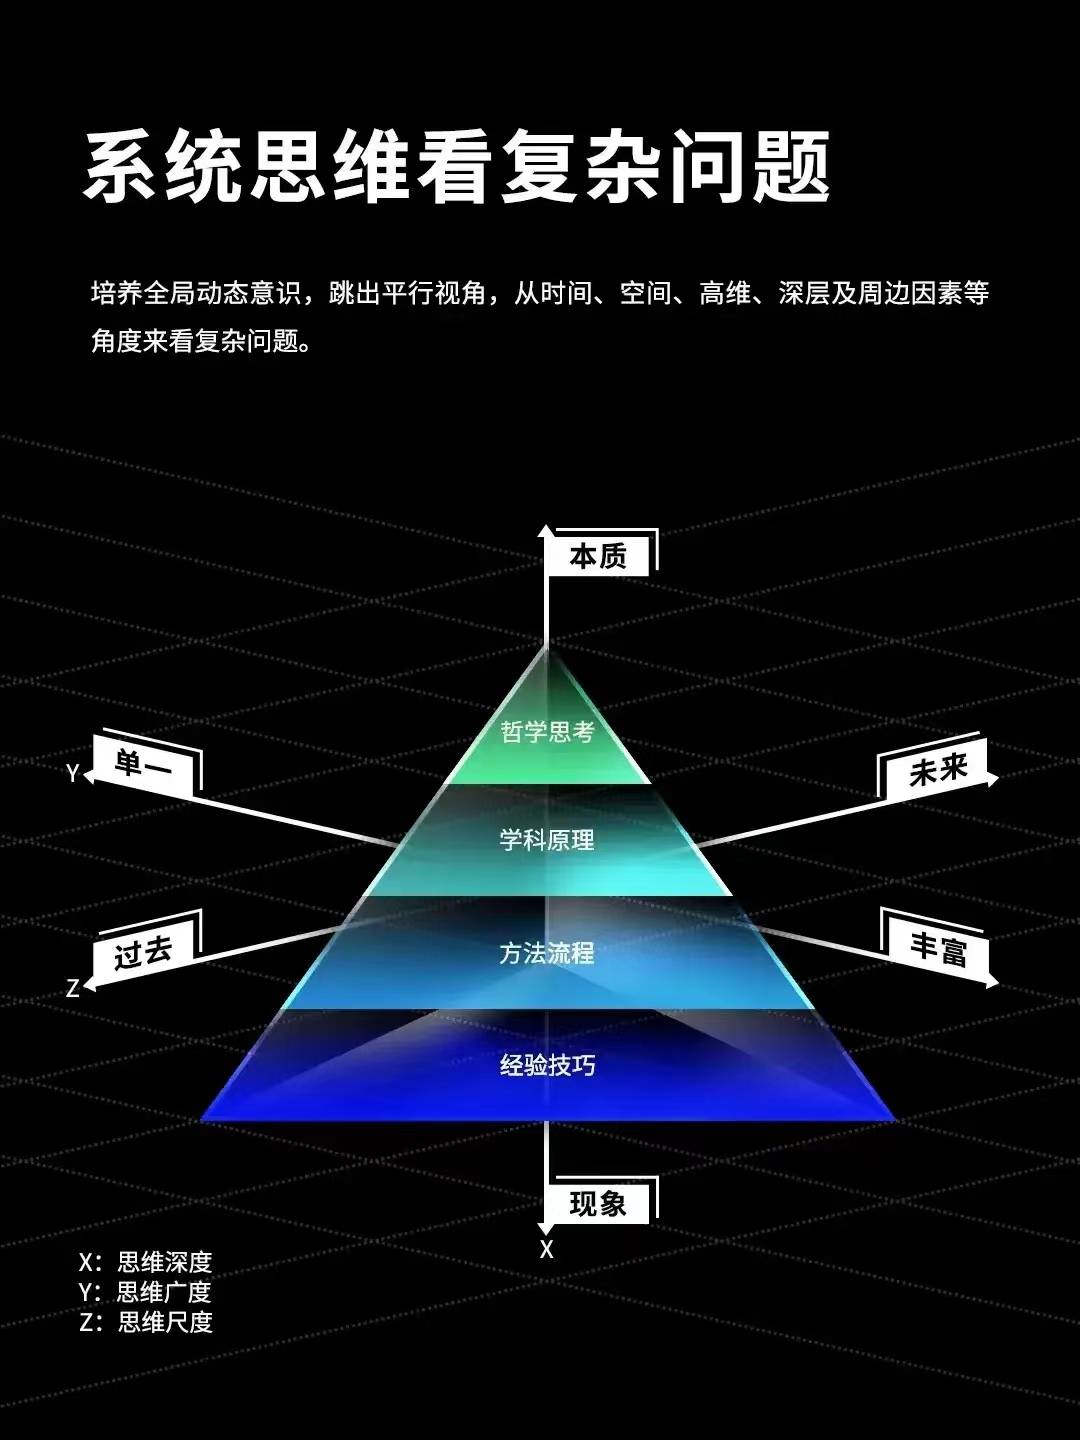 系统思维看复杂问题
培养全局动态意识，跳出平行视角，从时间、空间、高维、深层及周边因素等
角度来看复杂问题。
本质
哲学思考
Y
单一
未来
学科原理
过去
丰富
方法流程
Z
经验技巧
现象
X
X：思维深度
Y：思维广度
Z：思维尺度